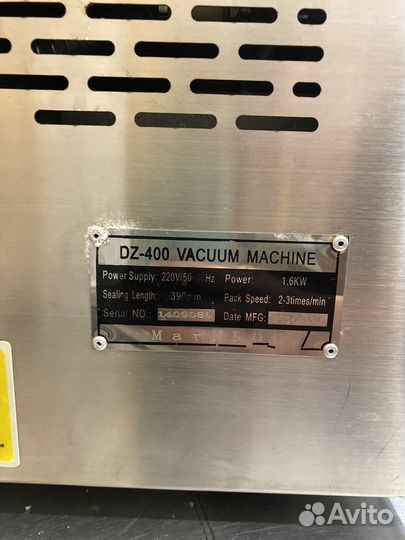 DZ-400 VACUUM MACHINE
Power Supply: 220V/50 Hz Power: 1.6KW
Sealing Length: 390mm Pack Speed: 2-3times/min
Serial NO.: Date MFG:
Avito